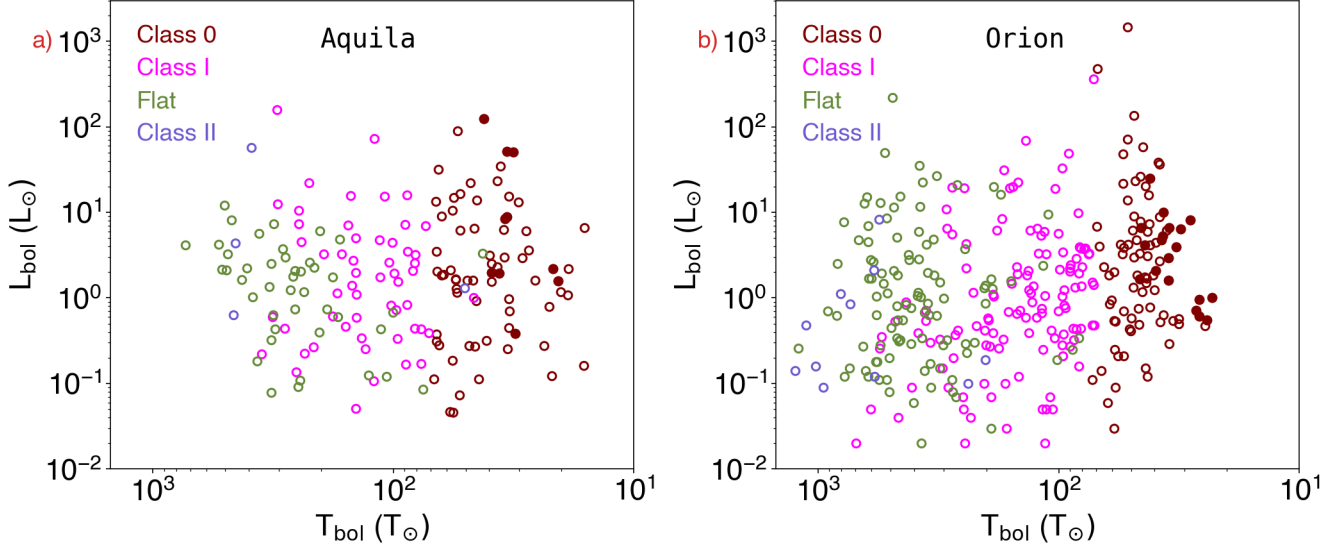 a)
Class 0
Class I
Flat
Class II
Aquila
10³
10²
10¹
10⁰
10⁻¹
10⁻²
L_bol (L_⊙)
10³
10²
10¹
T_bol (T_⊙)
b)
Class 0
Class I
Flat
Class II
Orion
10³
10²
10¹
10⁰
10⁻¹
10⁻²
L_bol (L_⊙)
10³
10²
10¹
T_bol (T_⊙)